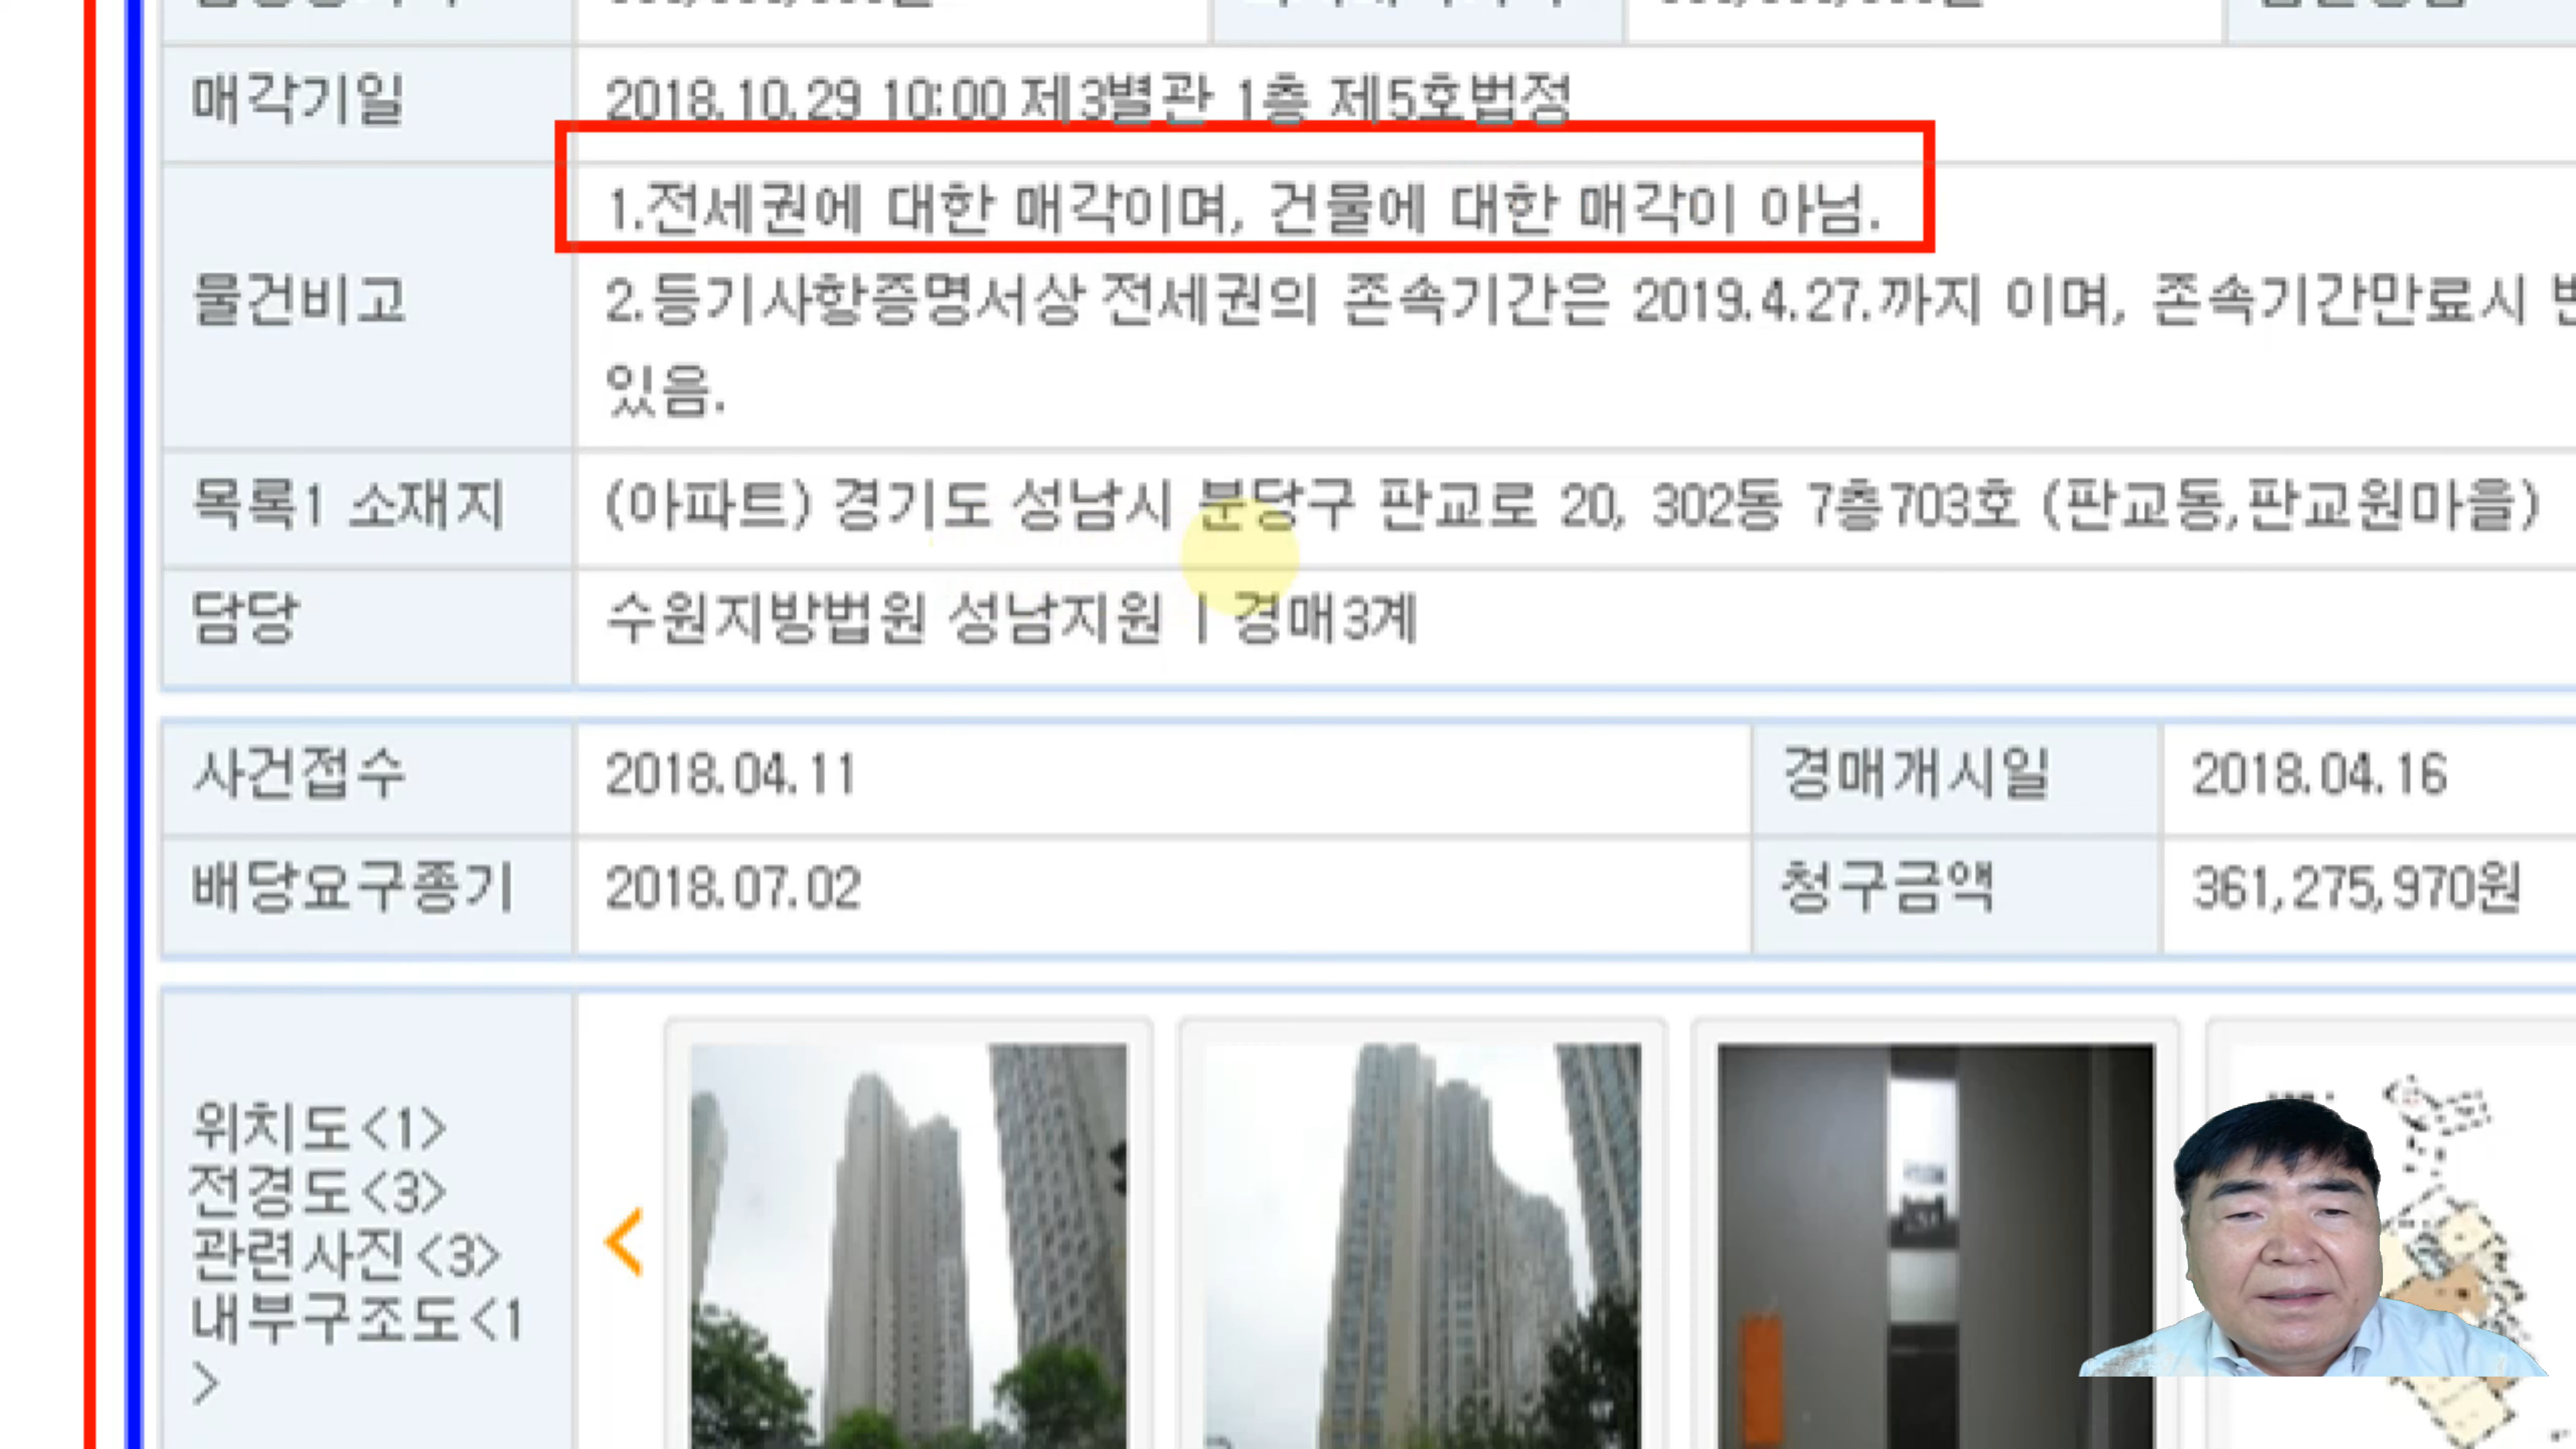 매각기일
2018.10.29 10:00 제3별관 1층 제5호법정
물건비고
1.전세권에 대한 매각이며, 건물에 대한 매각이 아님.
2.등기사항증명서상 전세권의 존속기간은 2019.4.27.까지 이며, 존속기간만료시
있음.
목록1 소재지
(아파트) 경기도 성남시 분당구 판교로 20, 302동 7층703호 (판교동,판교원마을)
담당
수원지방법원 성남지원 | 경매3계
사건접수
2018.04.11
경매개시일
2018.04.16
배당요구종기
2018.07.02
청구금액
361,275,970원
위치도<1>
전경도<3>
관련사진<3>
내부구조도<1
>